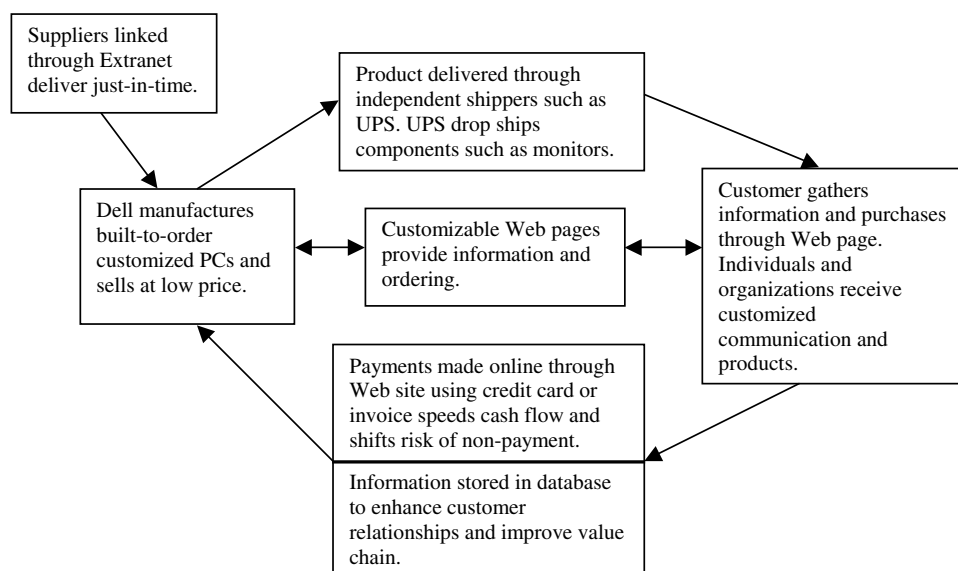 Suppliers linked
through Extranet
deliver just-in-time.
Product delivered through
independent shippers such as
UPS. UPS drop ships
components such as monitors.
Dell manufactures
built-to-order
customized PCs and
sells at low price.
Customizable Web pages
provide information and
ordering.
Customer gathers
information and purchases
through Web page.
Individuals and
organizations receive
customized
communication and
products.
Payments made online through
Web site using credit card or
invoice speeds cash flow and
shifts risk of non-payment.
Information stored in database
to enhance customer
relationships and improve value
chain.